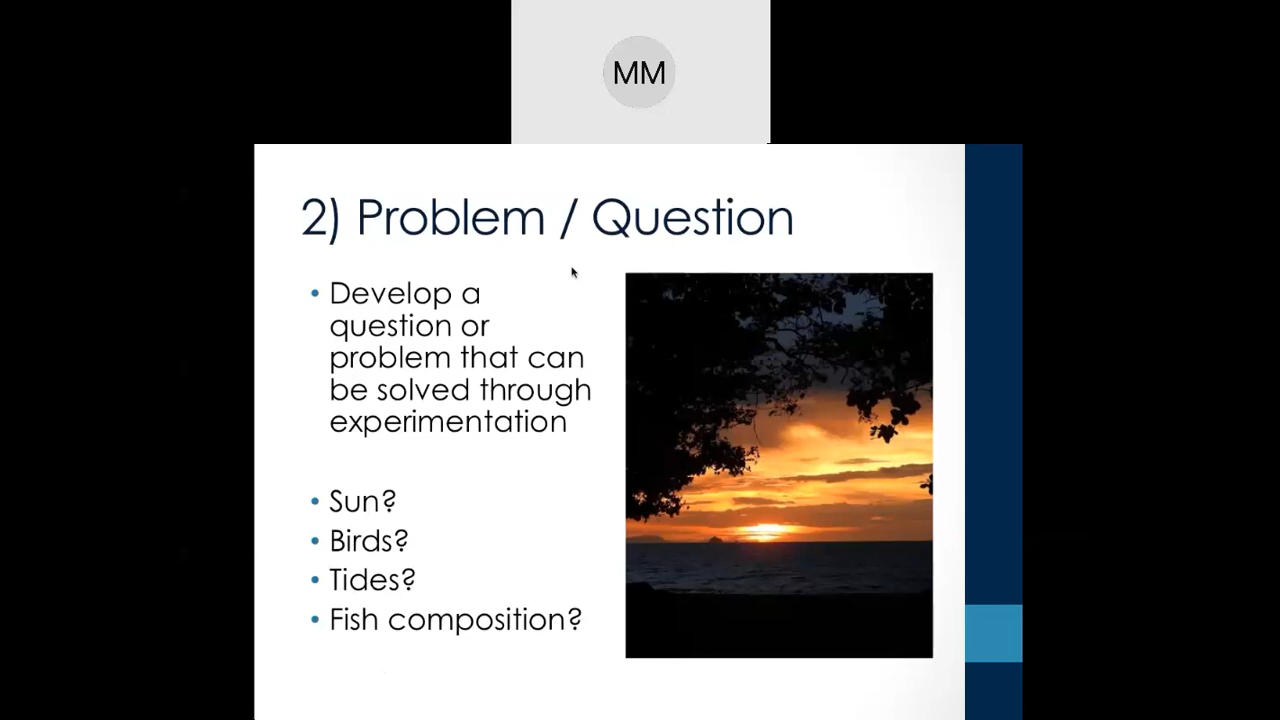 MM
2) Problem / Question
• Develop a
question or
problem that can
be solved through
experimentation
• Sun?
• Birds?
• Tides?
• Fish composition?